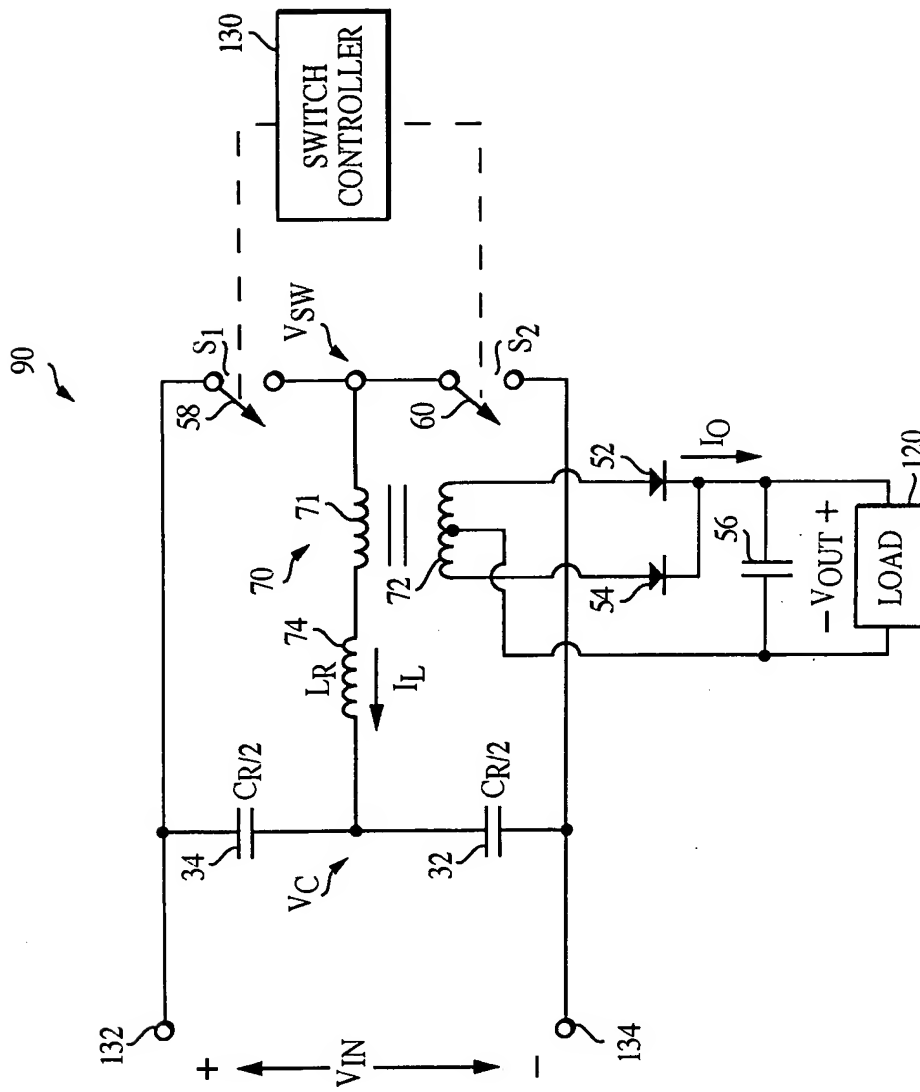 90
130
SWITCH
CONTROLLER
S1
58
VSW
S2
60
70
71
74
LR
IL
72
34
CR/2
VC
32
CR/2
132
+
VIN
−
134
52
54
IO
56
− VOUT +
LOAD
120